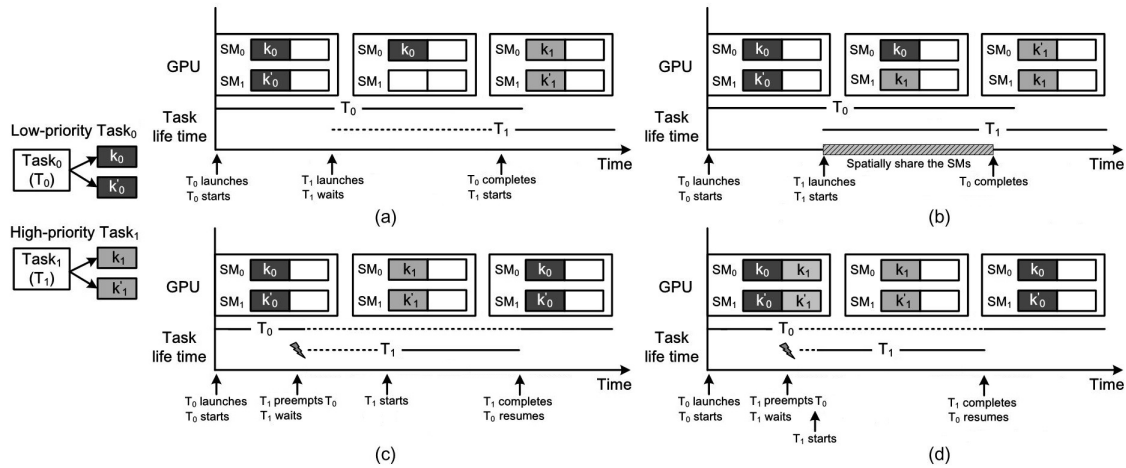 Low-priority Task₀
Task₀
(T₀)
k₀
k'₀
High-priority Task₁
Task₁
(T₁)
k₁
k'₁
GPU
SM₀ k₀
SM₁ k'₀
SM₀ k₀
SM₁
SM₀ k₁
SM₁ k'₁
Task
life time
T₀
T₁
Time
T₀ launches
T₀ starts
T₁ launches
T₁ waits
T₀ completes
T₁ starts
(a)
GPU
SM₀ k₀
SM₁ k'₀
SM₀ k₀
SM₁ k₁
SM₀ k'₁
SM₁ k₁
Task
life time
T₀
T₁
Spatially share the SMs
Time
T₀ launches
T₀ starts
T₁ launches
T₁ starts
T₀ completes
(b)
GPU
SM₀ k₀
SM₁ k'₀
SM₀ k₁
SM₁ k'₁
SM₀ k₀
SM₁ k'₀
Task
life time
T₀
T₁
Time
T₀ launches
T₀ starts
T₁ preempts T₀
T₁ waits
T₁ starts
T₁ completes
T₀ resumes
(c)
GPU
SM₀ k₀ k₁
SM₁ k'₀ k'₁
SM₀ k₁
SM₁ k'₁
SM₀ k₀
SM₁ k'₀
Task
life time
T₀
T₁
Time
T₀ launches
T₀ starts
T₁ preempts T₀
T₁ waits
T₁ starts
T₁ completes
T₀ resumes
(d)